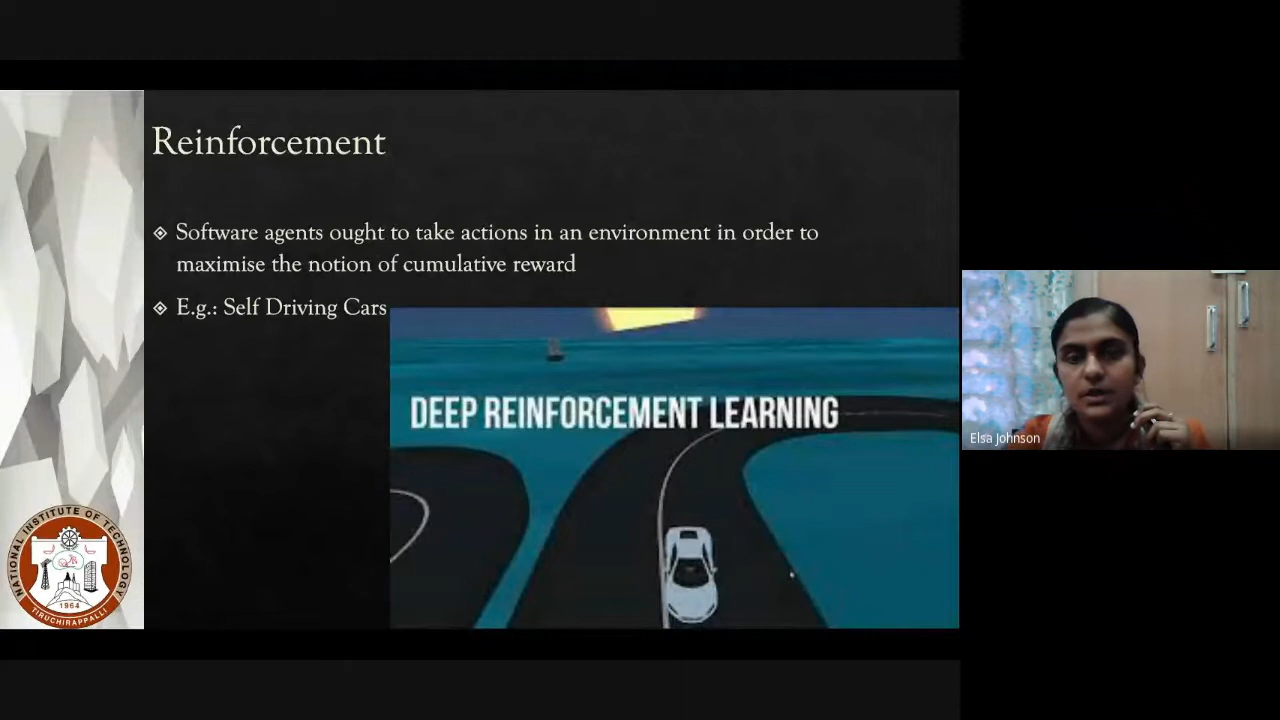 Reinforcement
Software agents ought to take actions in an environment in order to
maximise the notion of cumulative reward
E.g.: Self Driving Cars
DEEP REINFORCEMENT LEARNING
Elsa Johnson
NATIONAL INSTITUTE OF TECHNOLOGY
1964
TIRUCHIRAPPALLI